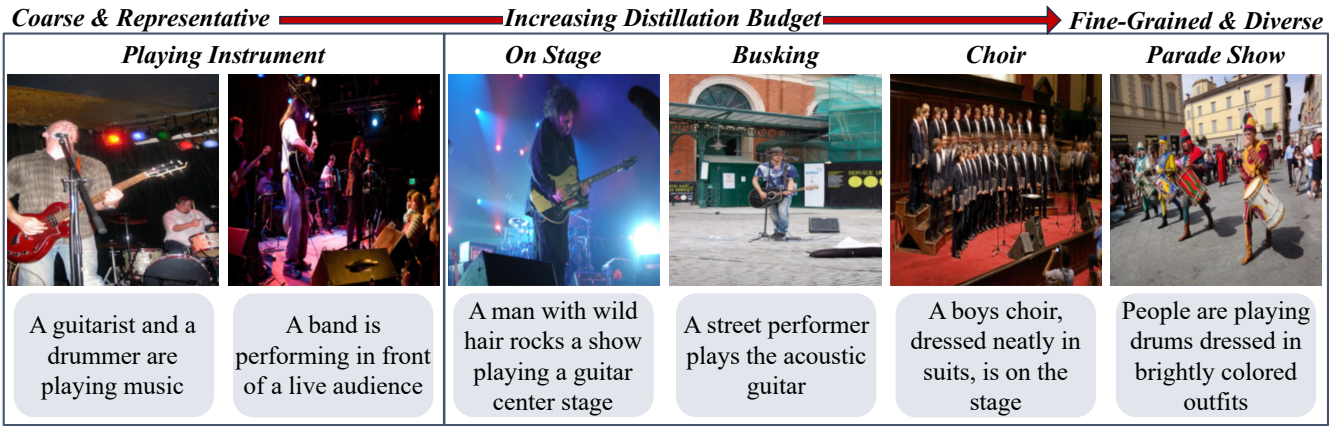 Coarse & Representative Increasing Distillation Budget Fine-Grained & Diverse
Playing Instrument On Stage Busking Choir Parade Show
SERVICE
A guitarist and a
drummer are
playing music
A band is
performing in front
of a live audience
A man with wild
hair rocks a show
playing a guitar
center stage
A street performer
plays the acoustic
guitar
A boys choir,
dressed neatly in
suits, is on the
stage
People are playing
drums dressed in
brightly colored
outfits